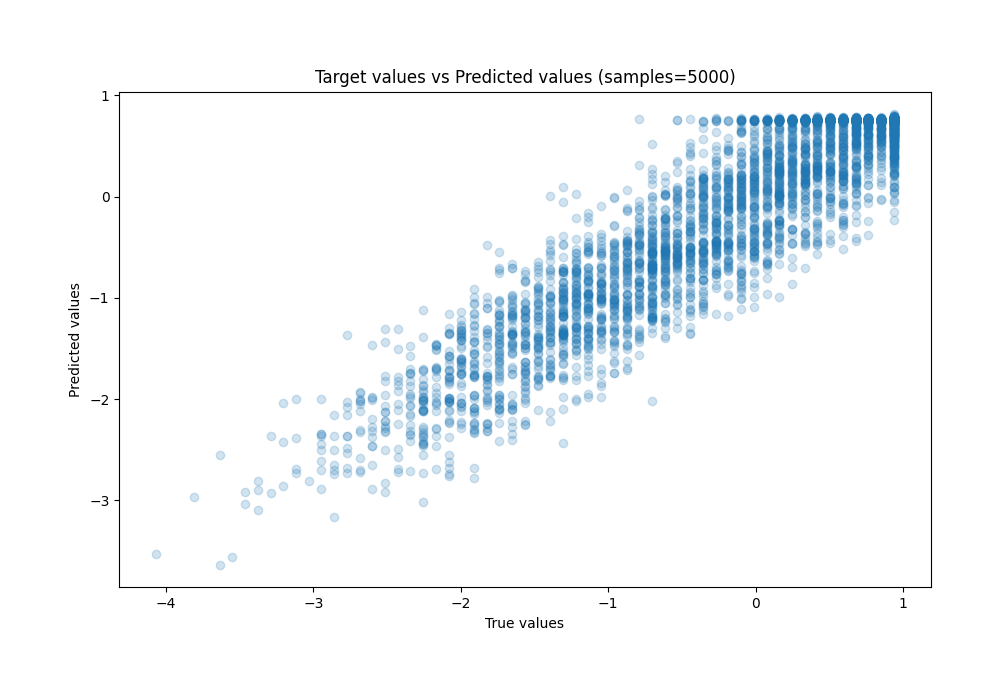 Target values vs Predicted values (samples=5000)
1
0
−1
−2
−3
Predicted values
−4 −3 −2 −1 0 1
True values